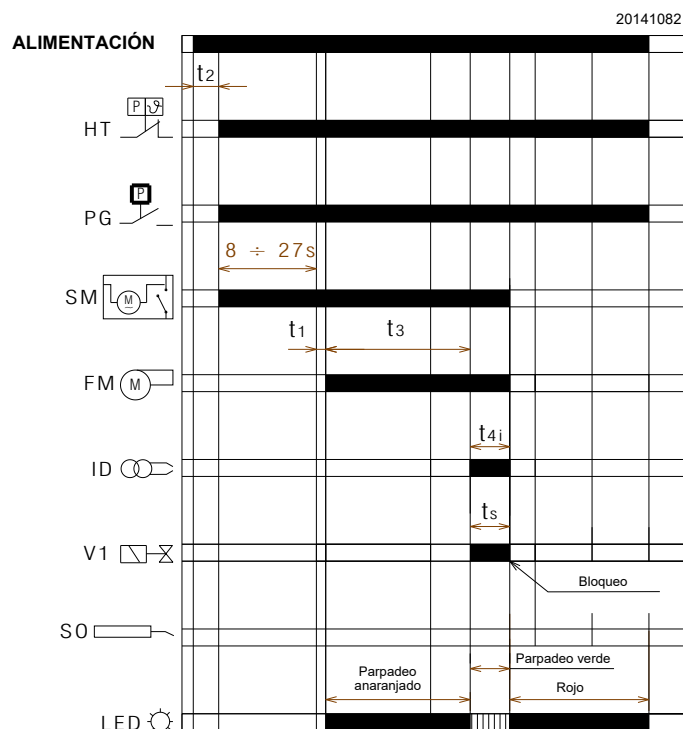 20141082
ALIMENTACIÓN
t2
P ϑ
HT
P
PG
8 ÷ 27s
SM M
t1 t3
FM M
t4i
ID
ts
V1
Bloqueo
SO
Parpadeo verde
Parpadeo
anaranjado
Rojo
LED